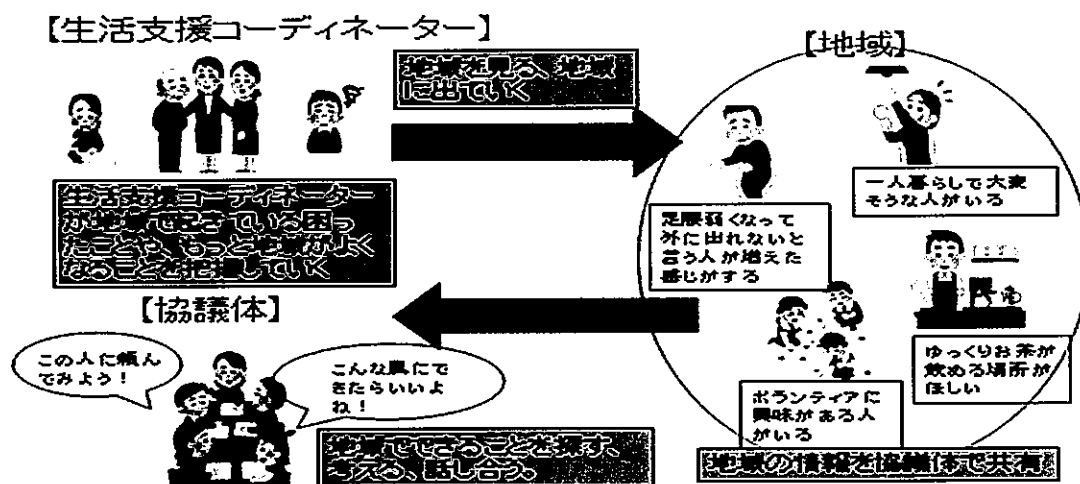 【生活支援コーディネーター】
地域を見る、地域
に出ていく
【地域】
生活支援コーディネーター
が地域で起きている困っ
たことや、もっと地域がよく
なることを把握していく
一人暮らしで大変
そうな人がいる
足腰弱くなって
外に出れないと
言う人が増えた
感じがする
【協議体】
この人に頼ん
でみよう！
こんな風にで
きたらいいよ
ね！
ゆっくりお茶が
飲める場所が
ほしい
ボランティアに
興味がある人
がいる
地域でできることを探す、
考える、話し合う。
地域の情報を協議体で共有